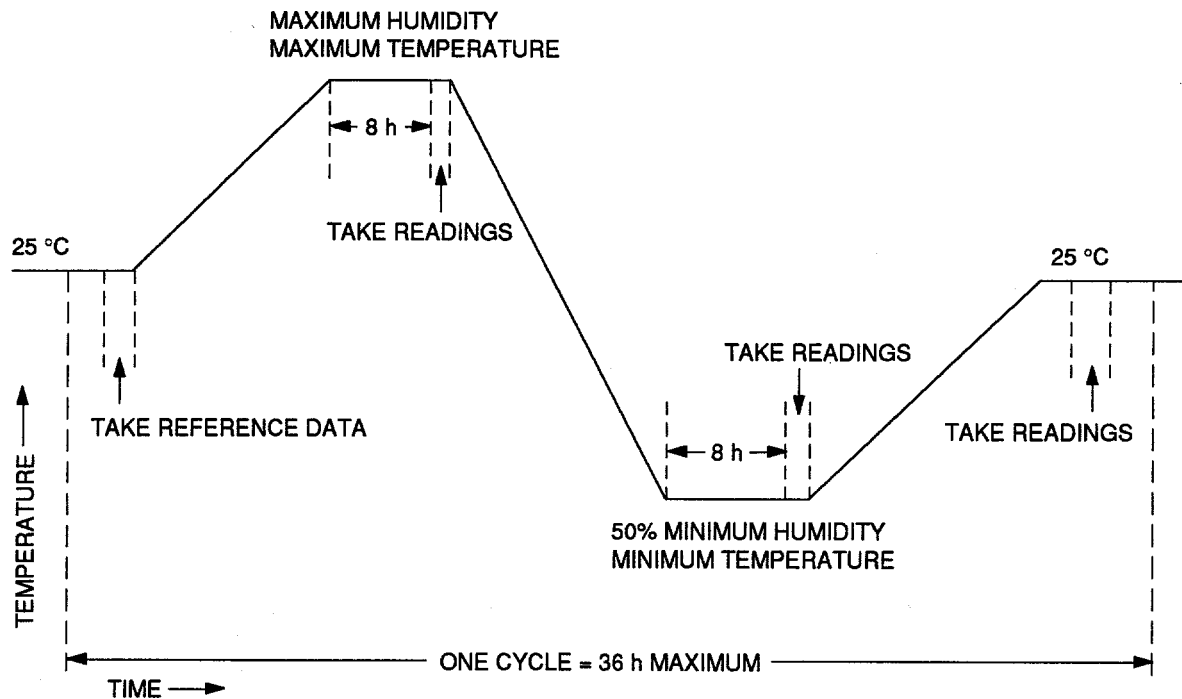 MAXIMUM HUMIDITY
MAXIMUM TEMPERATURE
8 h
TAKE READINGS
25 °C
25 °C
TAKE READINGS
TAKE REFERENCE DATA
TAKE READINGS
8 h
50% MINIMUM HUMIDITY
MINIMUM TEMPERATURE
TEMPERATURE
ONE CYCLE = 36 h MAXIMUM
TIME